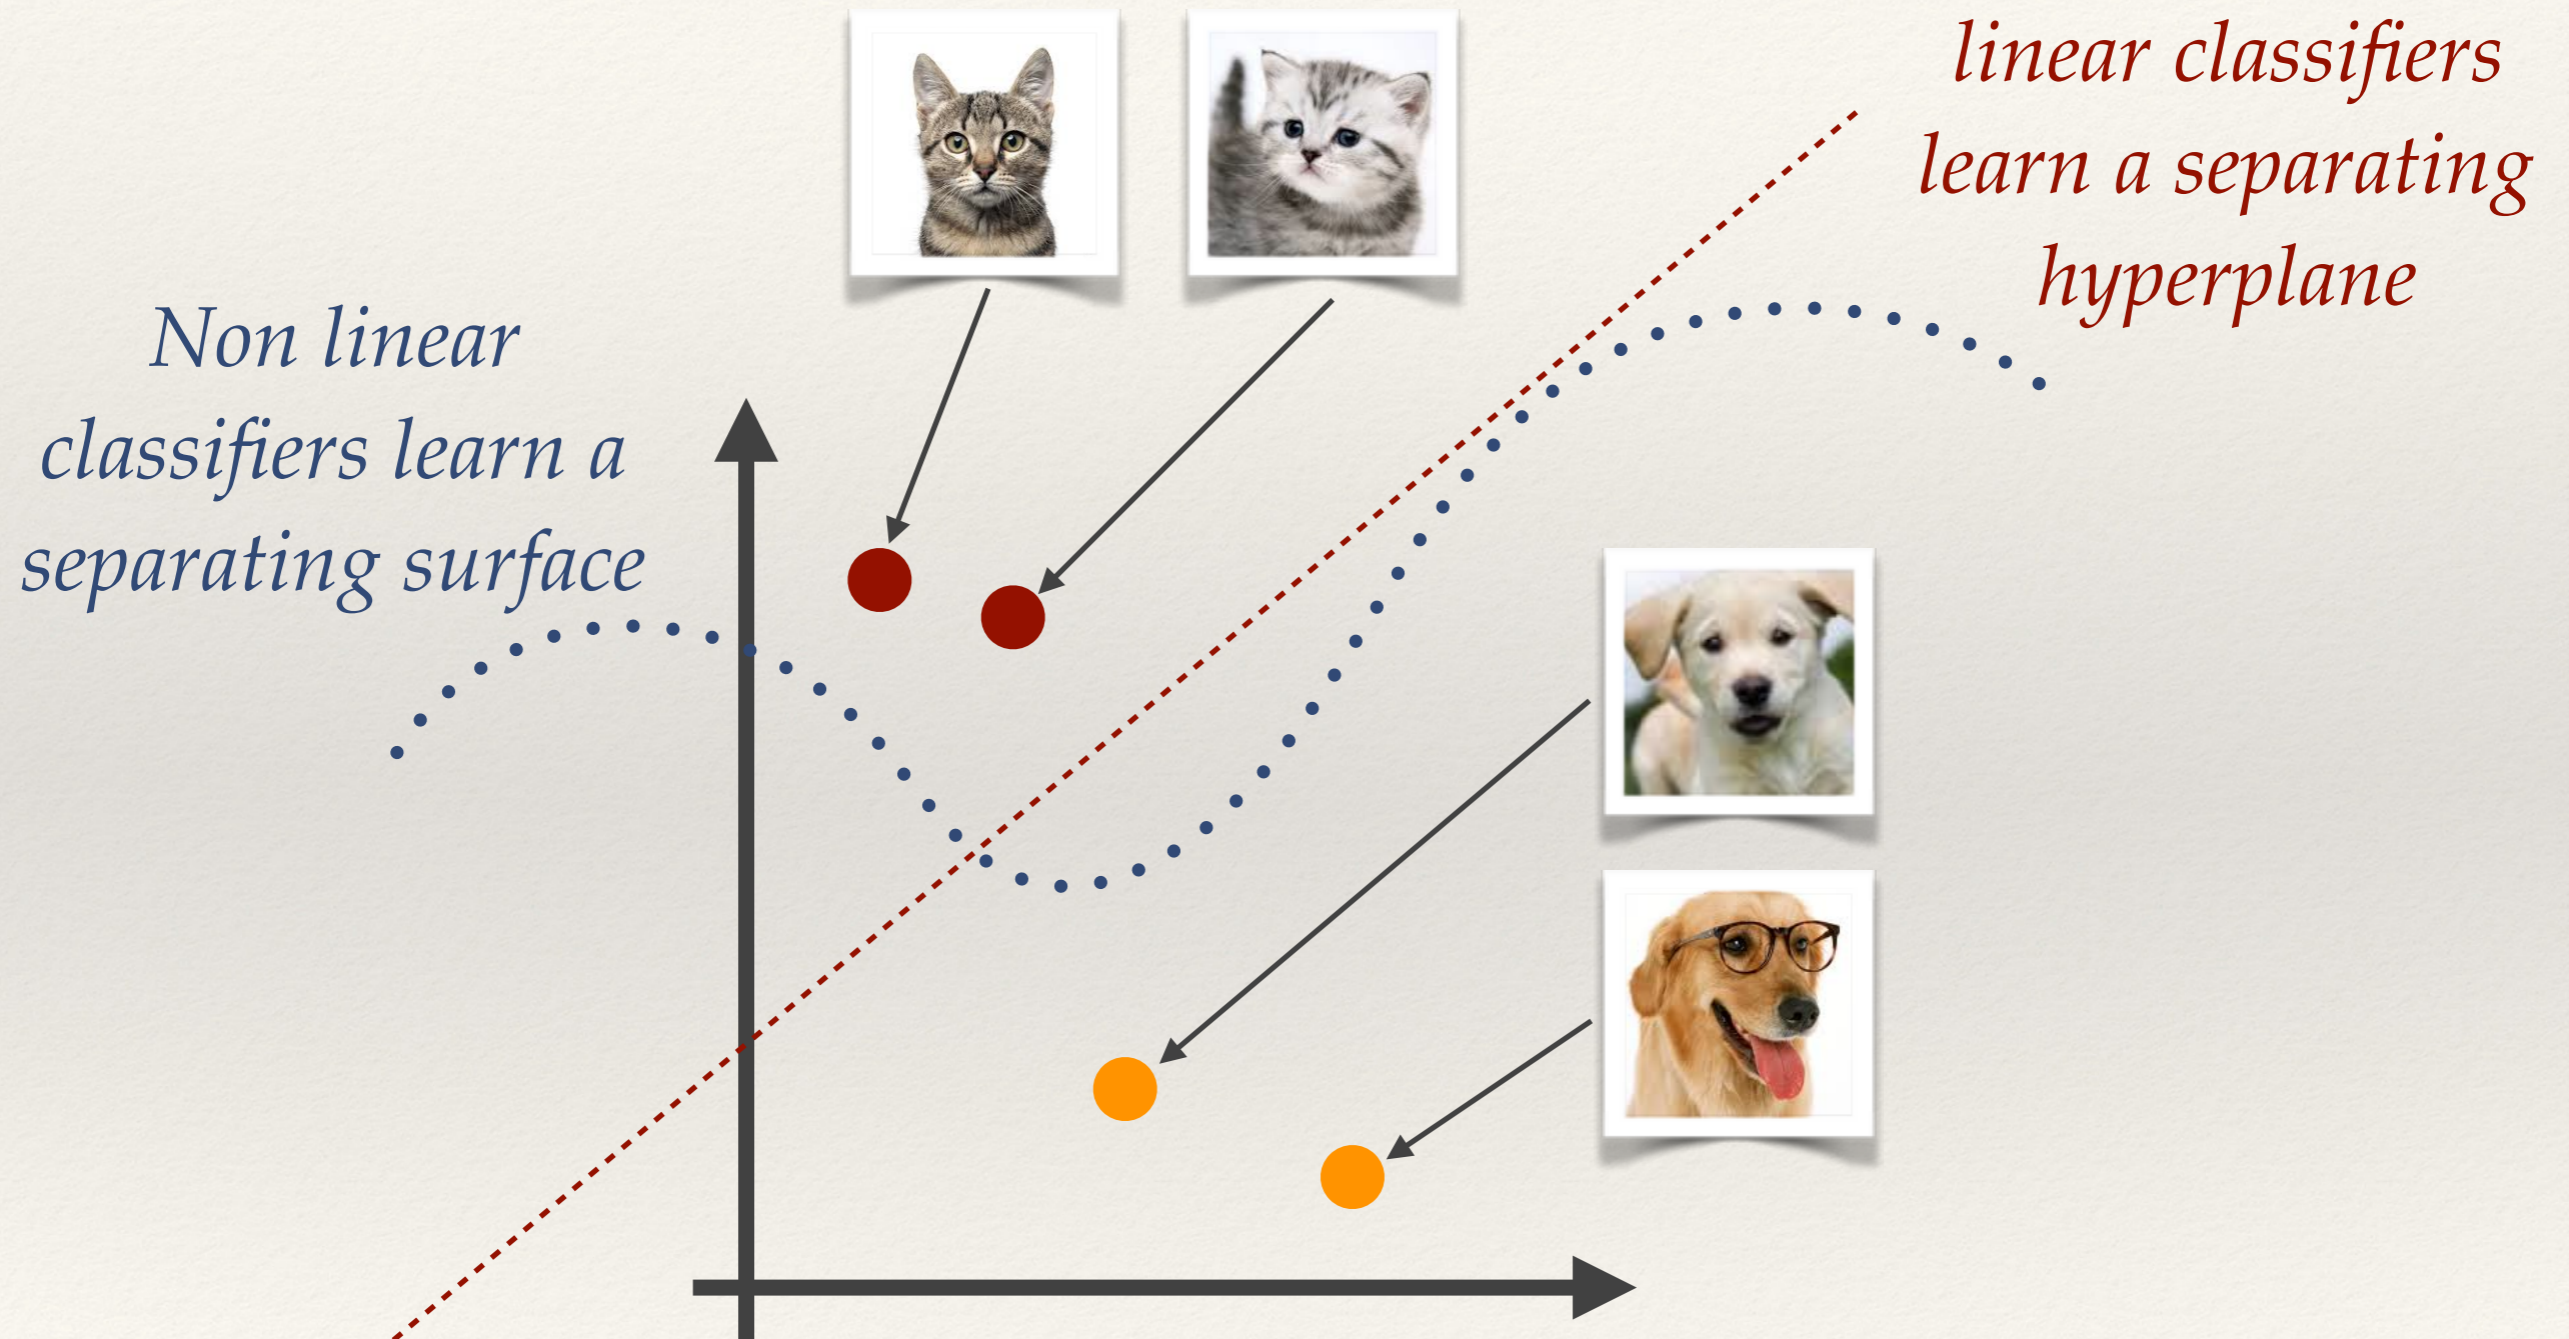 linear classifiers
learn a separating
hyperplane
Non linear
classifiers learn a
separating surface